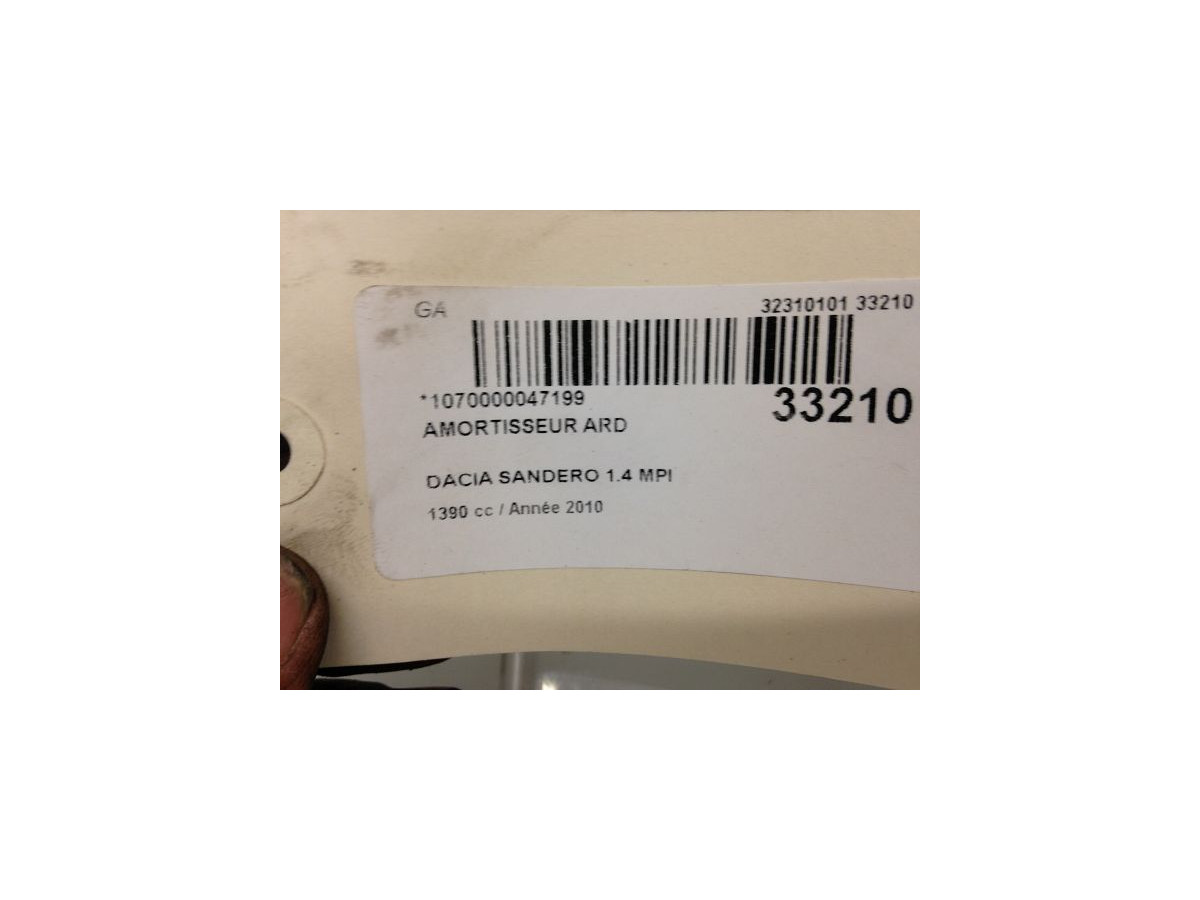 GA
32310101 33210
*1070000047199
33210
AMORTISSEUR ARD
DACIA SANDERO 1.4 MPI
1390 cc / Année 2010